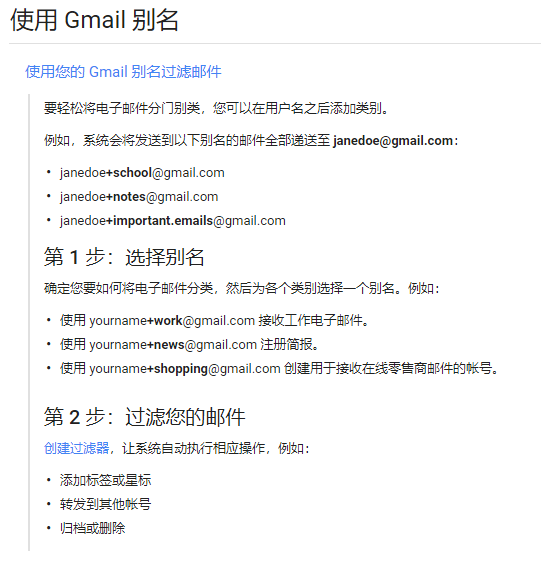 使用 Gmail 别名
使用您的 Gmail 别名过滤邮件
要轻松将电子邮件分门别类，您可以在用户名之后添加类别。
例如，系统会将发送到以下别名的邮件全部递送至 janedoe@gmail.com：
• janedoe+school@gmail.com
• janedoe+notes@gmail.com
• janedoe+important.emails@gmail.com
第 1 步：选择别名
确定您要如何将电子邮件分类，然后为各个类别选择一个别名。例如：
• 使用 yourname+work@gmail.com 接收工作电子邮件。
• 使用 yourname+news@gmail.com 注册简报。
• 使用 yourname+shopping@gmail.com 创建用于接收在线零售商邮件的帐号。
第 2 步：过滤您的邮件
创建过滤器，让系统自动执行相应操作，例如：
• 添加标签或星标
• 转发到其他帐号
• 归档或删除